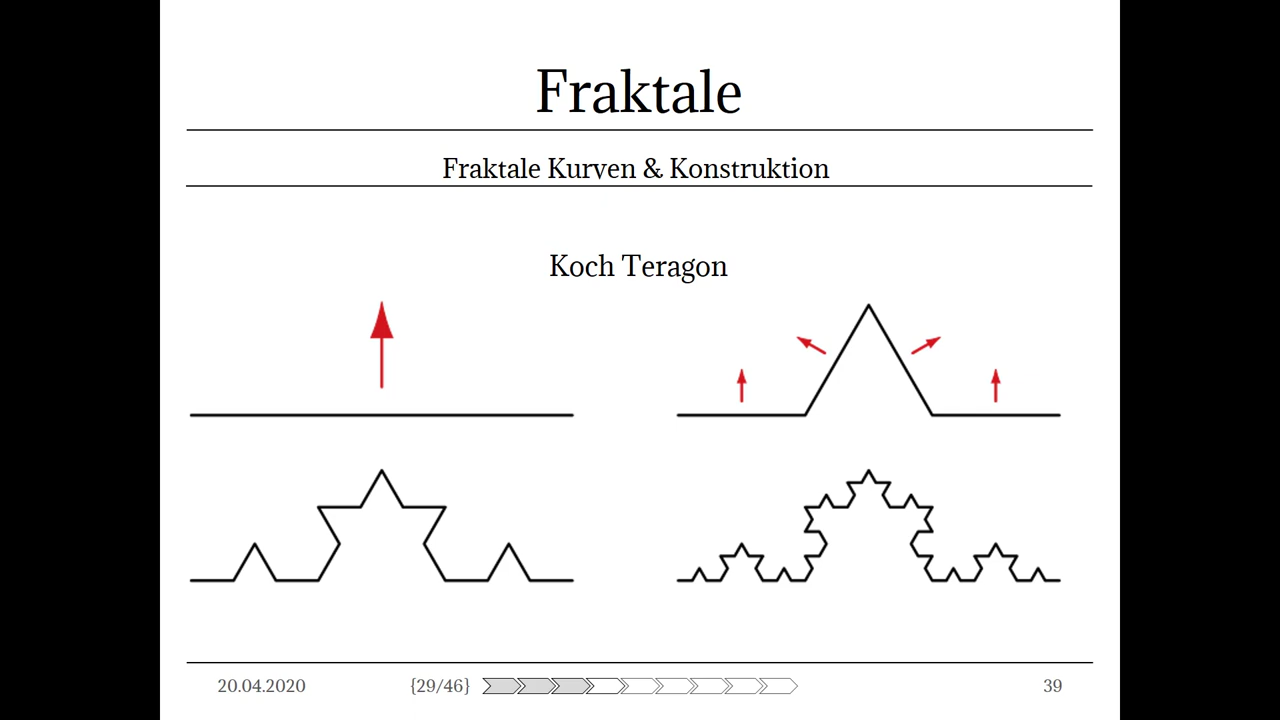 Fraktale
Fraktale Kurven & Konstruktion
Koch Teragon
20.04.2020 {29/46} 39